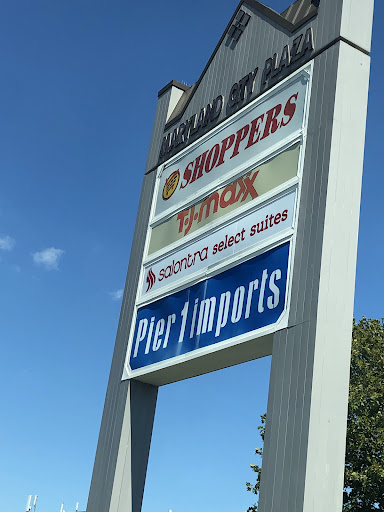 MARYLAND CITY PLAZA
SHOPPERS
T·J·maxx
salontra select suites
Pier 1 imports